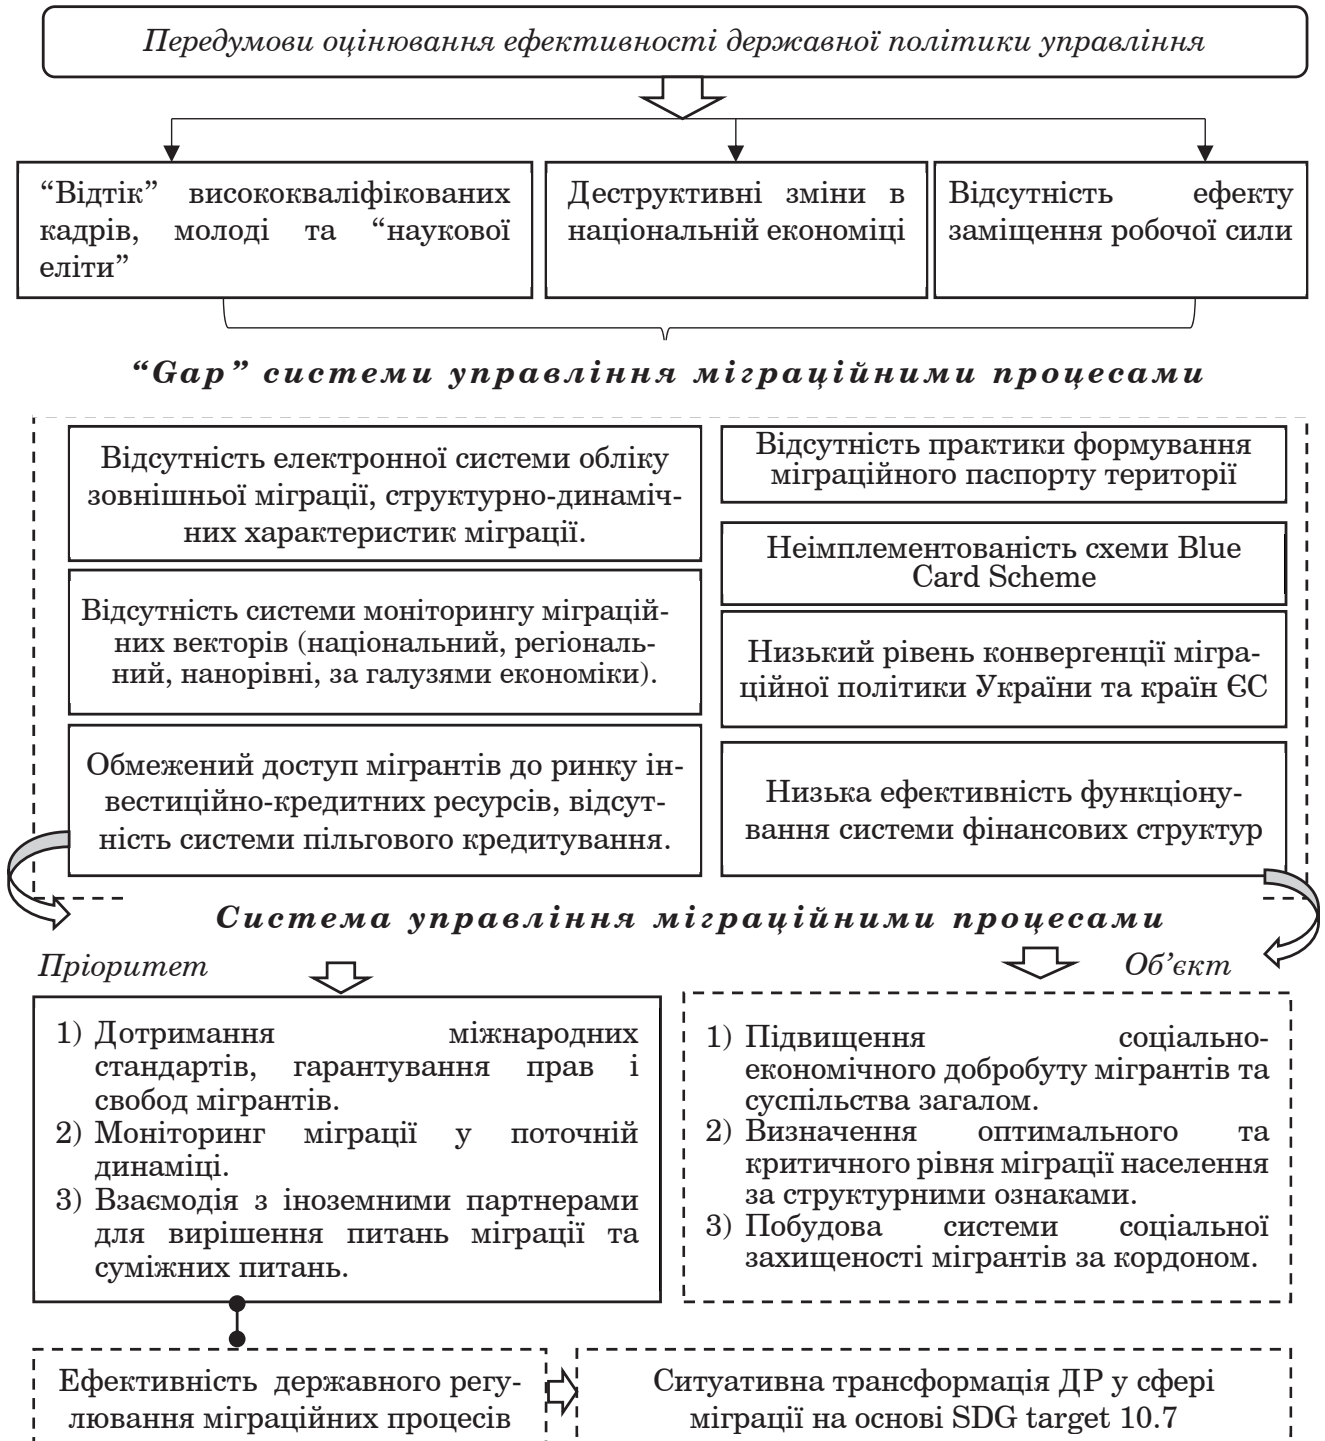 Передумови оцінювання ефективності державної політики управління
“Відтік” висококваліфікованих
кадрів, молоді та “наукової
еліти”
Деструктивні зміни в
національній економіці
Відсутність ефекту
заміщення робочої сили
“Gap” системи управління міграційними процесами
Відсутність електронної системи обліку
зовнішньої міграції, структурно-динаміч-
них характеристик міграції.
Відсутність системи моніторингу міграцій-
них векторів (національний, регіональ-
ний, нанорівні, за галузями економіки).
Обмежений доступ мігрантів до ринку ін-
вестиційно-кредитних ресурсів, відсут-
ність системи пільгового кредитування.
Відсутність практики формування
міграційного паспорту території
Неімплементованість схеми Blue
Card Scheme
Низький рівень конвергенції мігра-
ційної політики України та країн ЄС
Низька ефективність функціону-
вання системи фінансових структур
Система управління міграційними процесами
Пріоритет
1) Дотримання міжнародних
стандартів, гарантування прав і
свобод мігрантів.
2) Моніторинг міграції у поточній
динаміці.
3) Взаємодія з іноземними партнерами
для вирішення питань міграції та
суміжних питань.
Об’єкт
1) Підвищення соціально-
економічного добробуту мігрантів та
суспільства загалом.
2) Визначення оптимального та
критичного рівня міграції населення
за структурними ознаками.
3) Побудова системи соціальної
захищеності мігрантів за кордоном.
Ефективність державного регу-
лювання міграційних процесів
Ситуативна трансформація ДР у сфері
міграції на основі SDG target 10.7